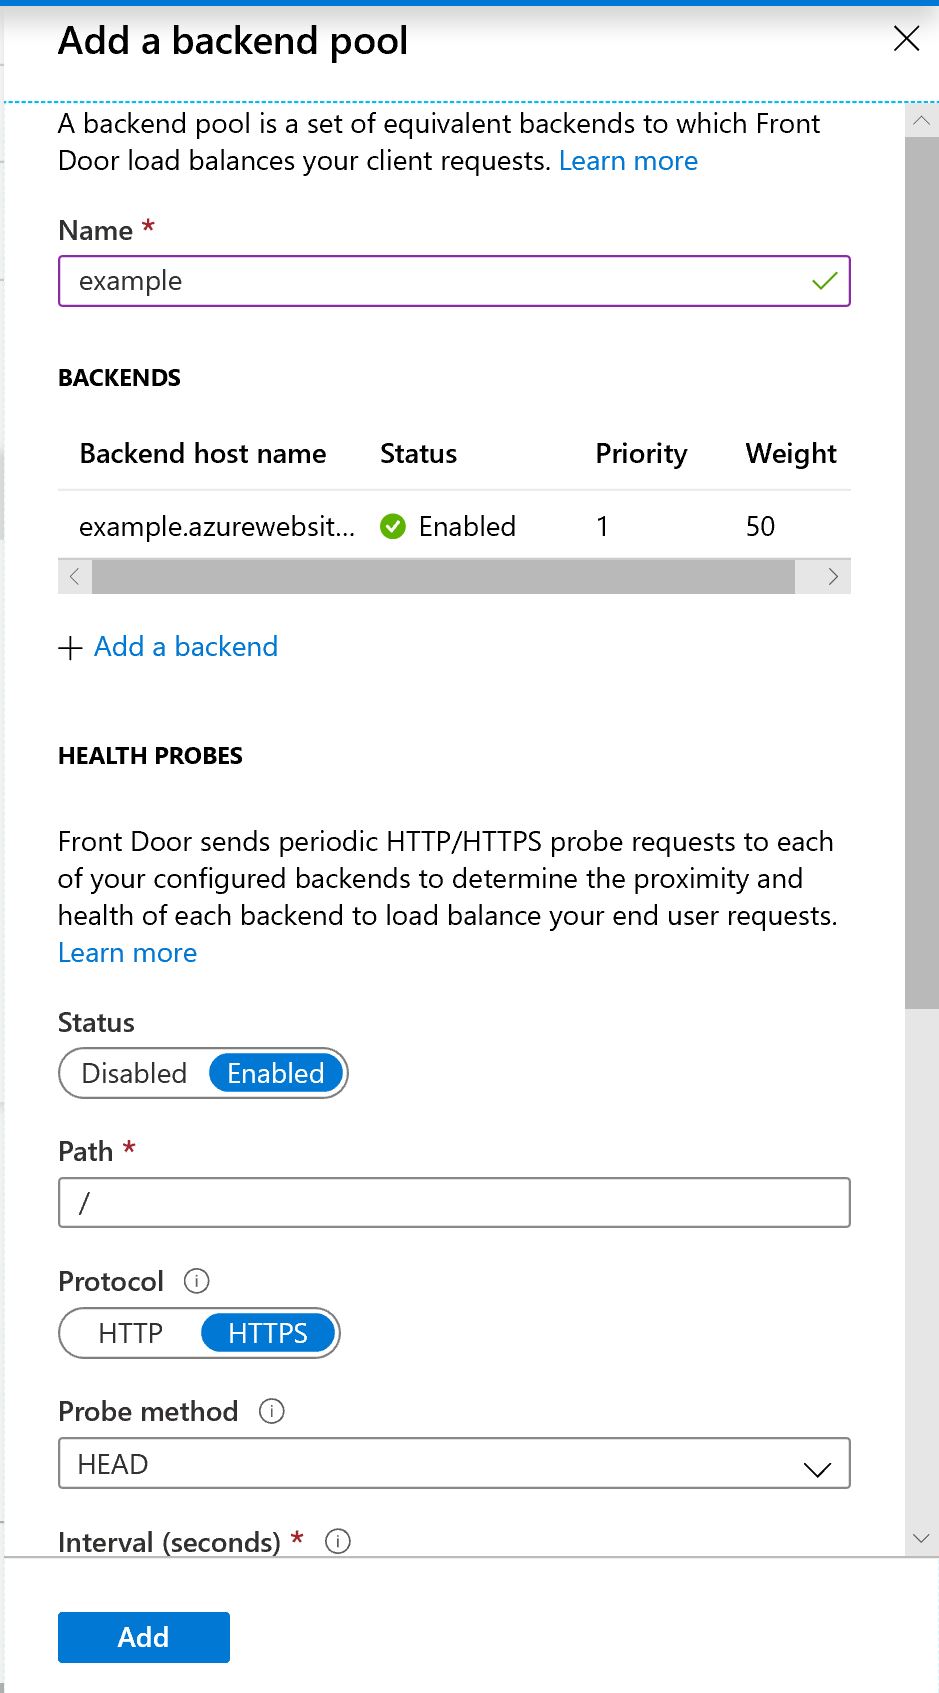 Add a backend pool
A backend pool is a set of equivalent backends to which Front
Door load balances your client requests. Learn more
Name *
example
BACKENDS
Backend host name Status Priority Weight
example.azurewebsit... Enabled 1 50
Add a backend
HEALTH PROBES
Front Door sends periodic HTTP/HTTPS probe requests to each
of your configured backends to determine the proximity and
health of each backend to load balance your end user requests.
Learn more
Status
Disabled Enabled
Path *
/
Protocol
HTTP HTTPS
Probe method
HEAD
Interval (seconds) *
Add